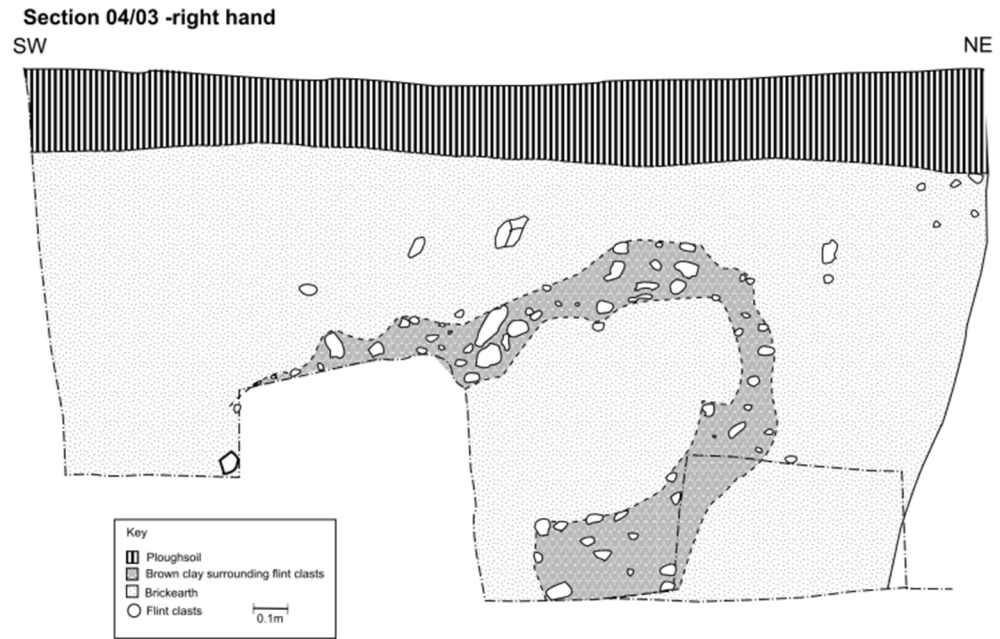 Section 04/03 -right hand
SW
NE
Key
Ploughsoil
Brown clay surrounding flint clasts
Brickearth
Flint clasts
0.1m